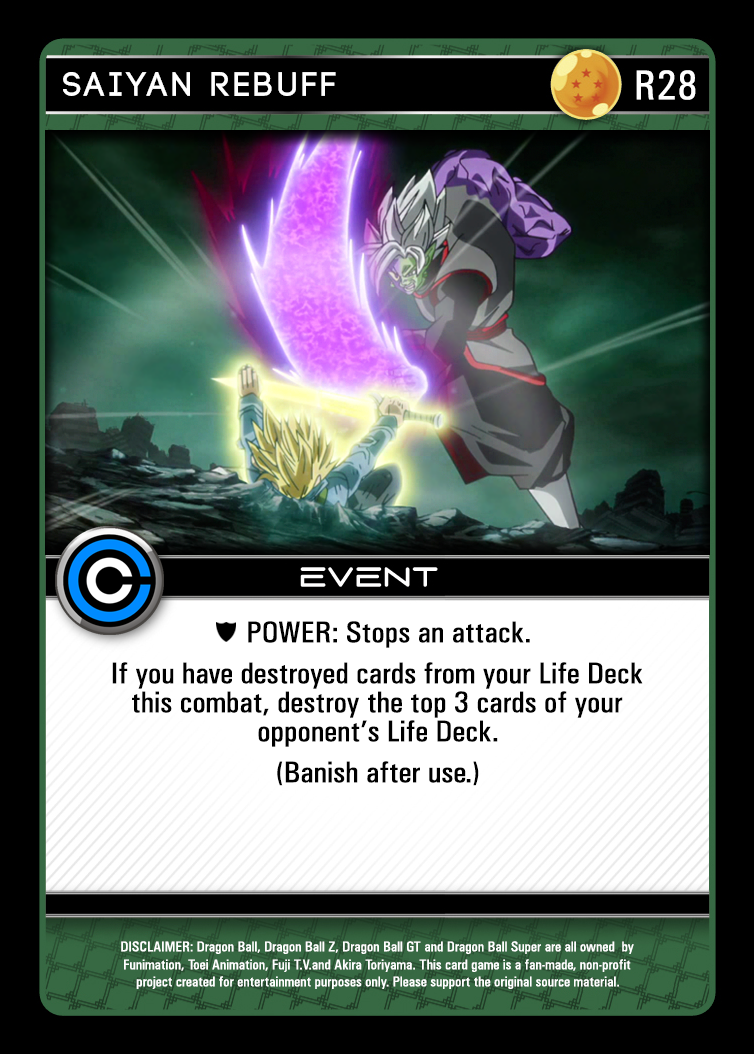 SAIYAN REBUFF
R28
EVENT
POWER: Stops an attack.
If you have destroyed cards from your Life Deck
this combat, destroy the top 3 cards of your
opponent's Life Deck.
(Banish after use.)
DISCLAIMER: Dragon Ball, Dragon Ball Z, Dragon Ball GT and Dragon Ball Super are all owned by
Funimation, Toei Animation, Fuji T.V.and Akira Toriyama. This card game is a fan-made, non-profit
project created for entertainment purposes only. Please support the original source material.